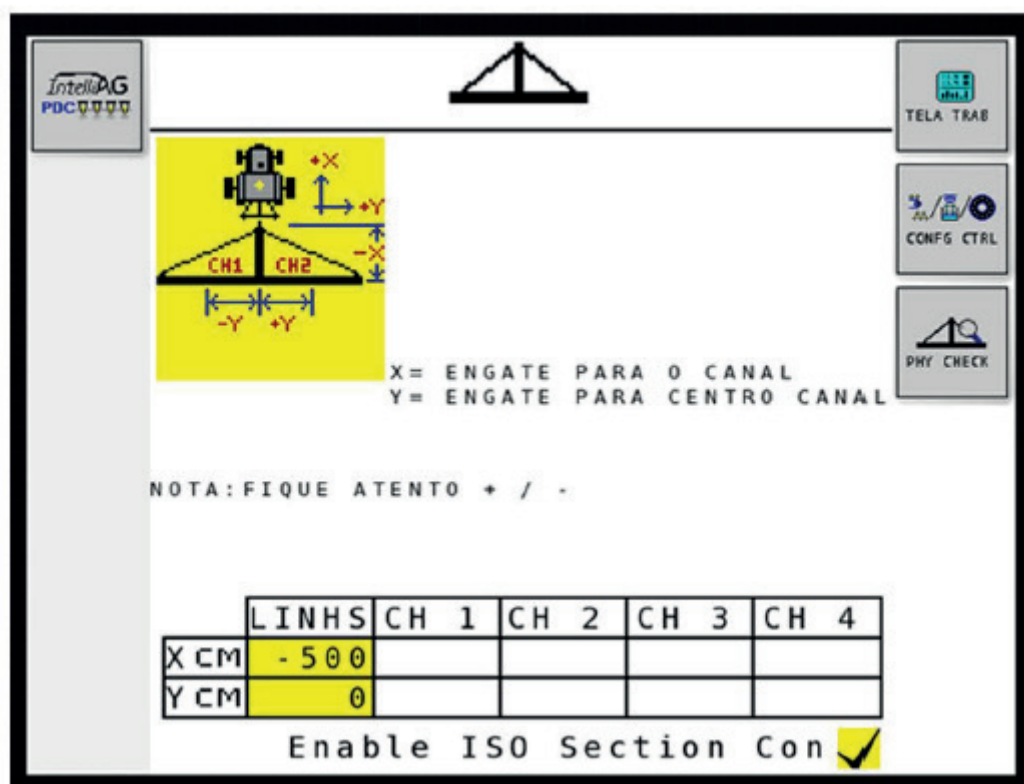 IntellAG
PDC
TELA TRAB
+X
+Y
-X
CH1 CH2
-Y +Y
CONFG CTRL
PHY CHECK
X= ENGATE PARA O CANAL
Y= ENGATE PARA CENTRO CANAL
NOTA:FIQUE ATENTO + / -
LINHS CH 1 CH 2 CH 3 CH 4
X CM -500
Y CM 0
Enable ISO Section Con